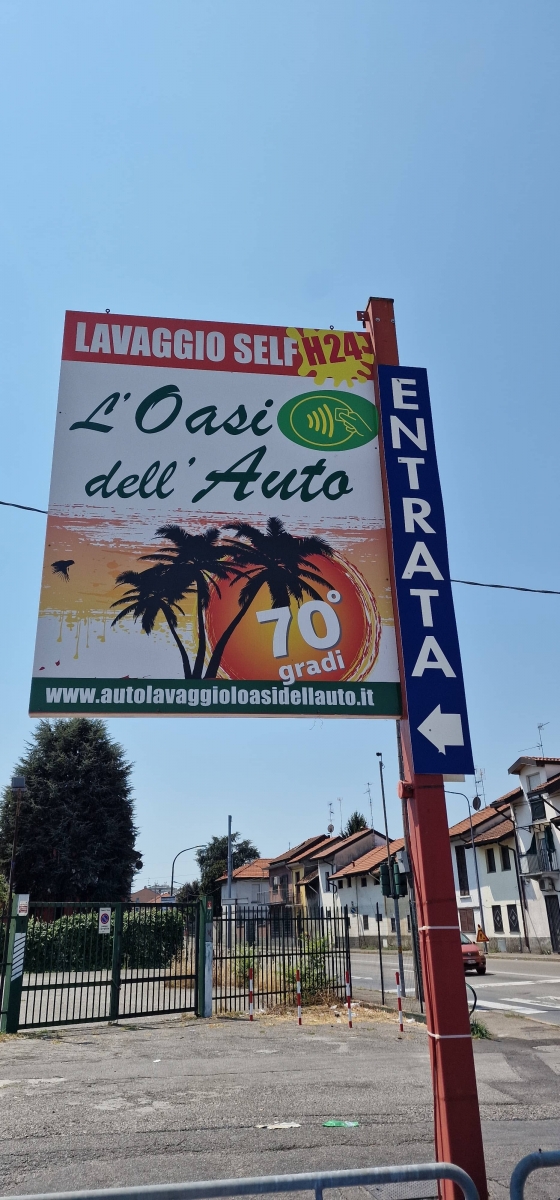 LAVAGGIO SELF H24
L'Oasi
dell'Auto
70°
gradi
www.autolavaggioloasidellauto.it
ENTRATA